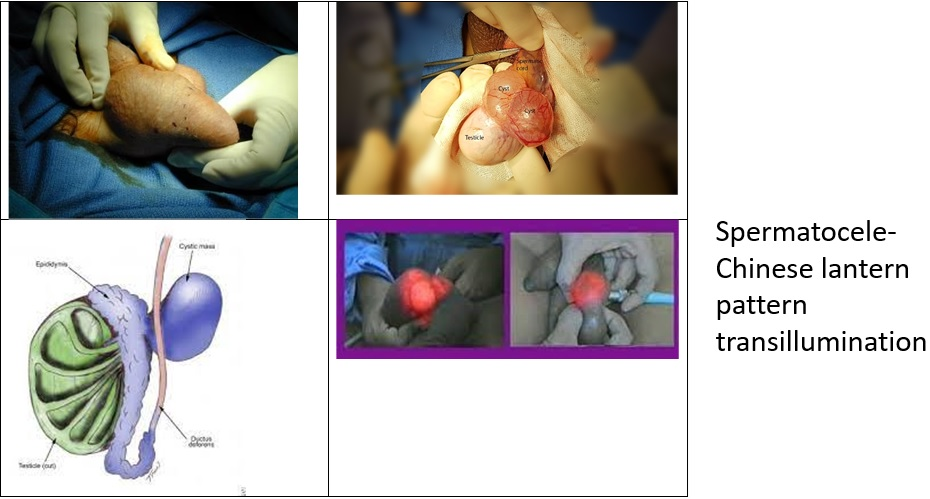 Spermatic
cord
Cyst
Cyst
Testicle
Cystic mass
Epididymis
Ductus
deferens
Testicle (cut)
Spermatocele-
Chinese lantern
pattern
transillumination